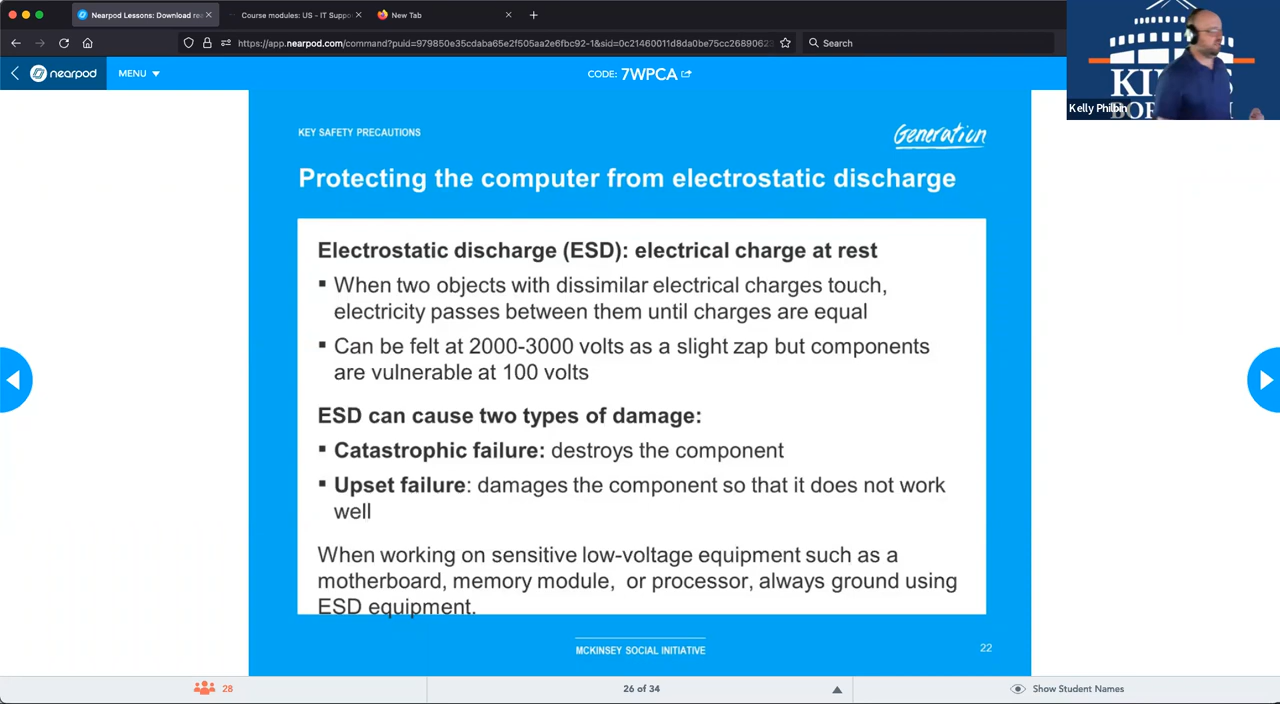 Nearpod Lessons: Download rea
Course modules: US - IT Suppo
New Tab
https://app.nearpod.com/command?puid=979850e35cdaba65e2f505aa2e6fbc92-1&sid=0c21460011d8da0be75cc26890623
Search
nearpod
MENU
CODE: 7WPCA
Kelly Philbin
KEY SAFETY PRECAUTIONS
Generation
Protecting the computer from electrostatic discharge
Electrostatic discharge (ESD): electrical charge at rest
▪ When two objects with dissimilar electrical charges touch,
electricity passes between them until charges are equal
▪ Can be felt at 2000-3000 volts as a slight zap but components
are vulnerable at 100 volts
ESD can cause two types of damage:
▪ Catastrophic failure: destroys the component
▪ Upset failure: damages the component so that it does not work
well
When working on sensitive low-voltage equipment such as a
motherboard, memory module, or processor, always ground using
ESD equipment.
MCKINSEY SOCIAL INITIATIVE
22
28
26 of 34
Show Student Names